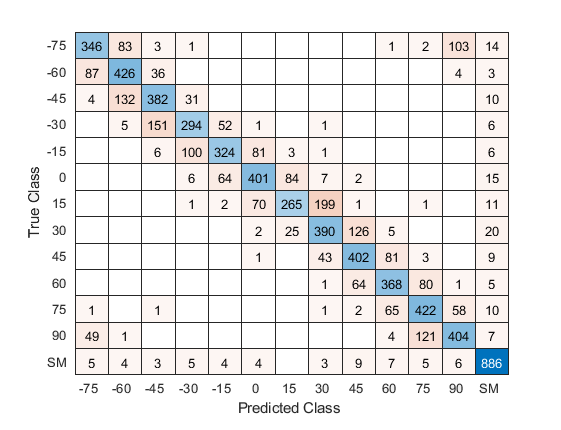 -75 346 83 3 1 1 2 103 14
-60 87 426 36 4 3
-45 4 132 382 31 10
-30 5 151 294 52 1 1 6
-15 6 100 324 81 3 1 6
0 6 64 401 84 7 2 15
15 1 2 70 265 199 1 1 11
30 2 25 390 126 5 20
45 1 43 402 81 3 9
60 1 64 368 80 1 5
75 1 1 1 2 65 422 58 10
90 49 1 4 121 404 7
SM 5 4 3 5 4 4 3 9 7 5 6 886
-75 -60 -45 -30 -15 0 15 30 45 60 75 90 SM
Predicted Class
True Class